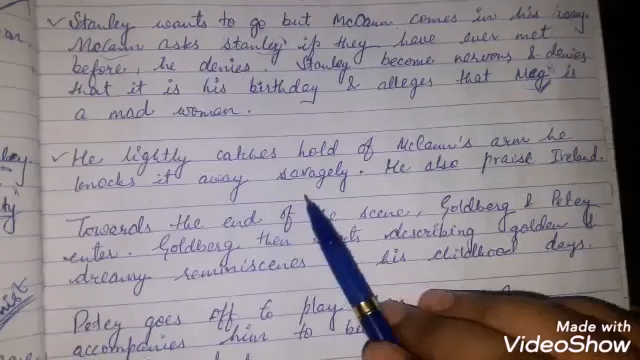 Stanley wants to go but McCann comes in his way.
McCann asks stanley if they have ever met
before, he denies. Stanley become nervous & denies
that it is his birthday & alleges that Meg is
a mad woman.
He lightly catches hold of McCann's arm he
knocks it away savagely. He also praise Ireland.
Towards the end of scene, Goldberg & Petey
enter. Goldberg then describing golden &
dreamy reminiscenes his childhood days.
Petey goes off to play
accompanies him to
Made with
VideoShow